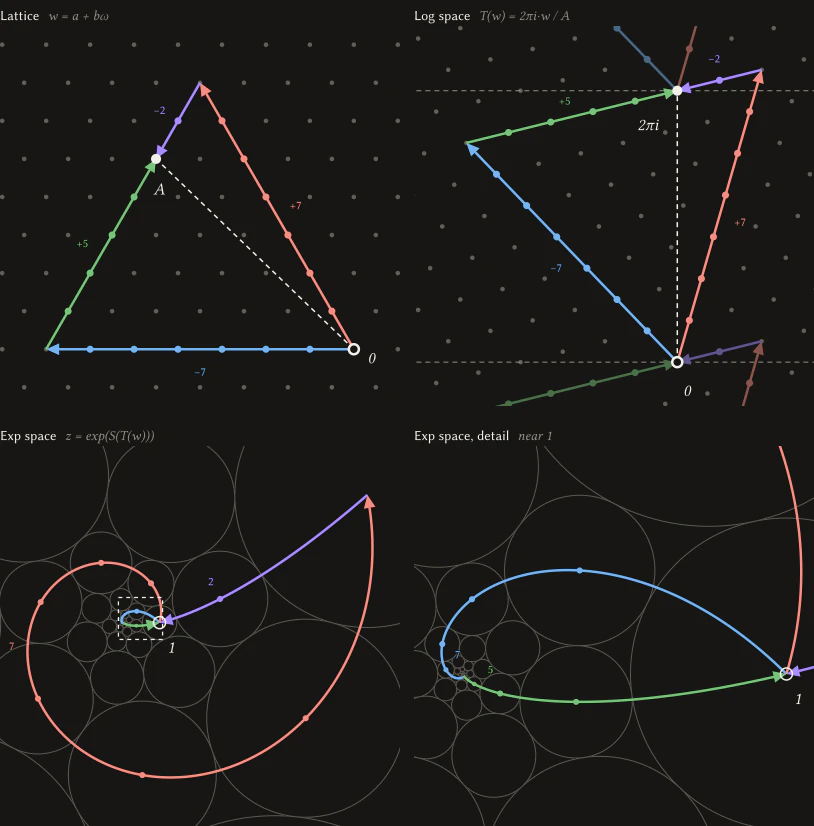 Lattice w = a + bω
−2
A
+7
+5
0
−7
Log space T(w) = 2πi·w / A
−2
+5
2πi
+7
−7
0
Exp space z = exp(S(T(w)))
2
1
7
Exp space, detail near 1
7
5
1